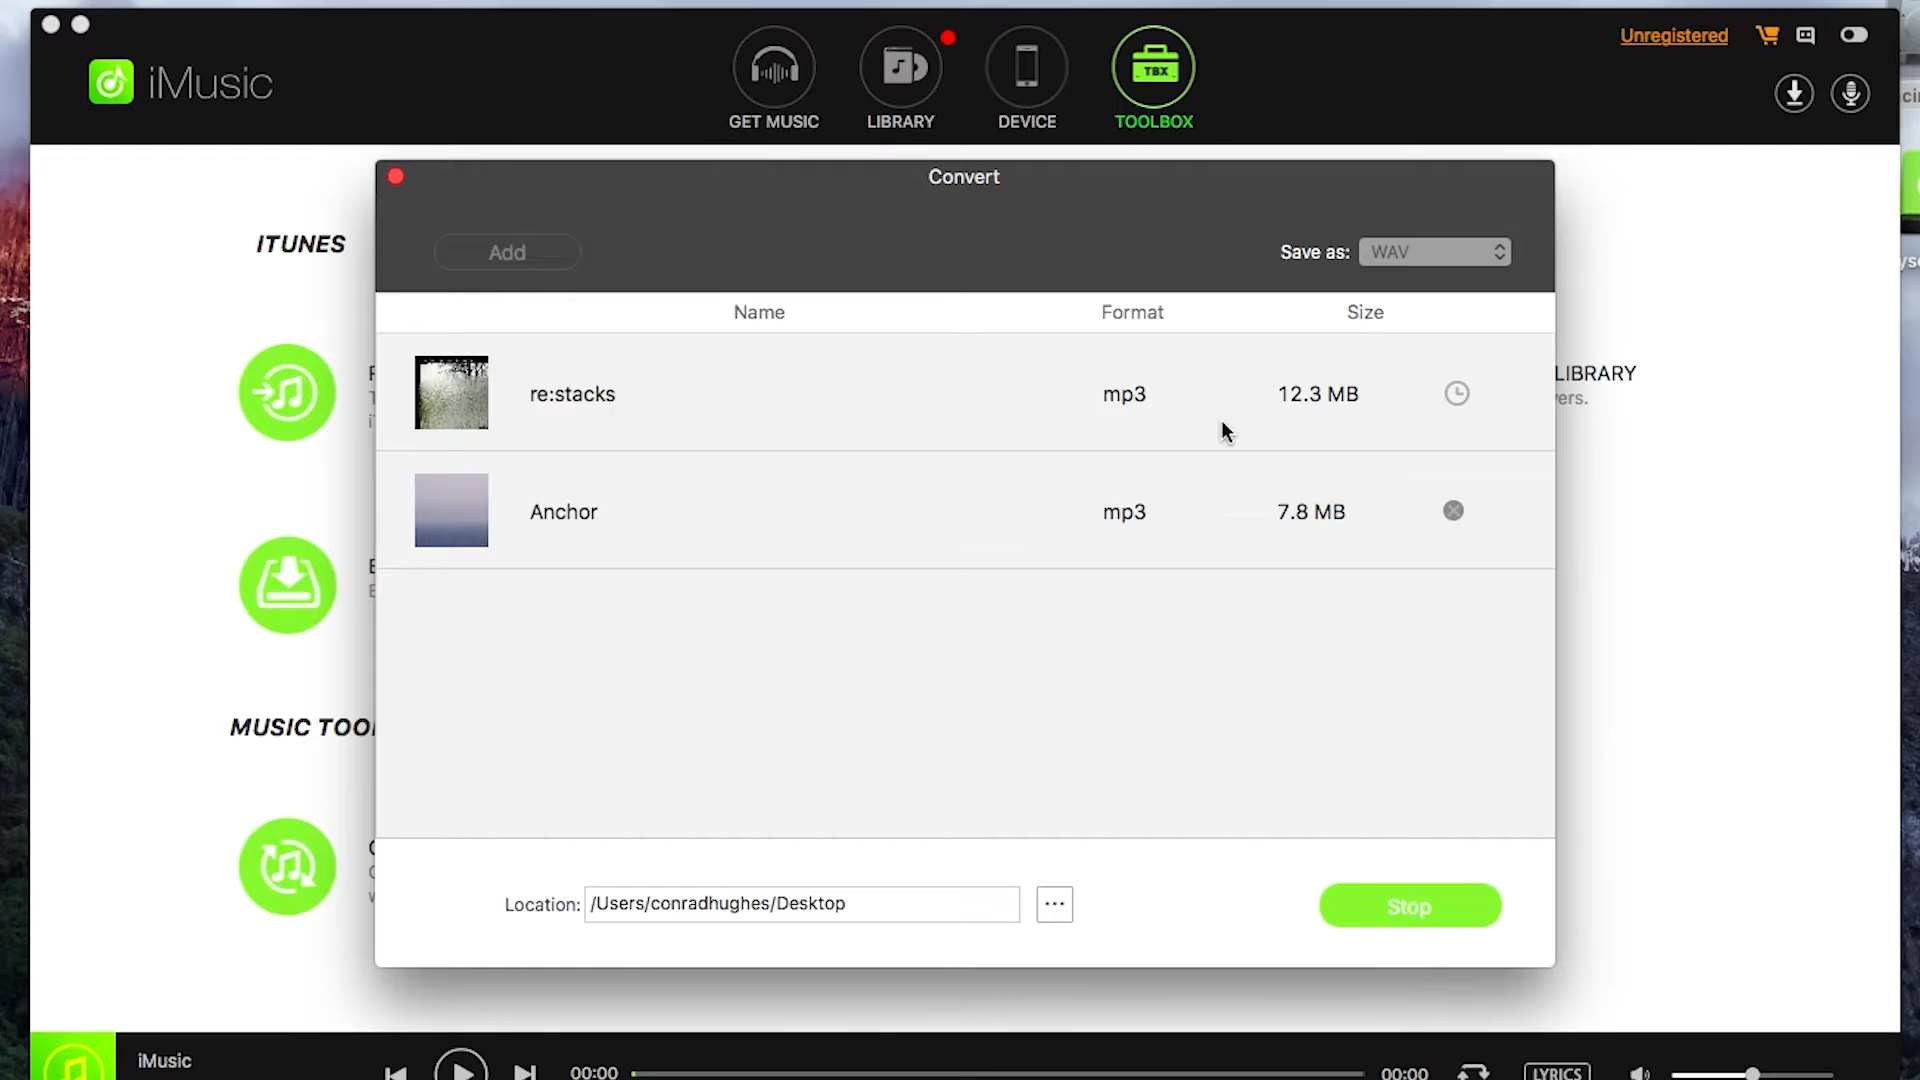 Unregistered
iMusic
TBX
GET MUSIC
LIBRARY
DEVICE
TOOLBOX
Convert
Add
Save as:
WAV
ITUNES
Name
Format
Size
re:stacks
mp3
12.3 MB
LIBRARY
Anchor
mp3
7.8 MB
MUSIC TOO
Location:
/Users/conradhughes/Desktop
...
Stop
iMusic
00:00
00:00
LYRICS